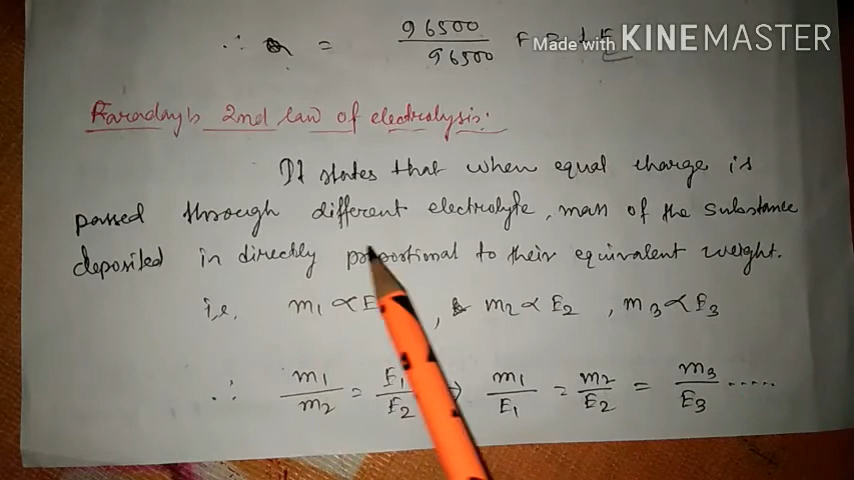 ∴ = 96500/96500 F
Made with KINEMASTER
Faraday's 2nd law of electrolysis:
It states that when equal charge is
passed through different electrolyte, mass of the substance
deposited in directly proportional to their equivalent weight.
i.e. m1 ∝ E , m2 ∝ E2 , m3 ∝ E3
∴ m1/m2 = E1/E2 ⇒ m1/E1 = m2/E2 = m3/E3 .....